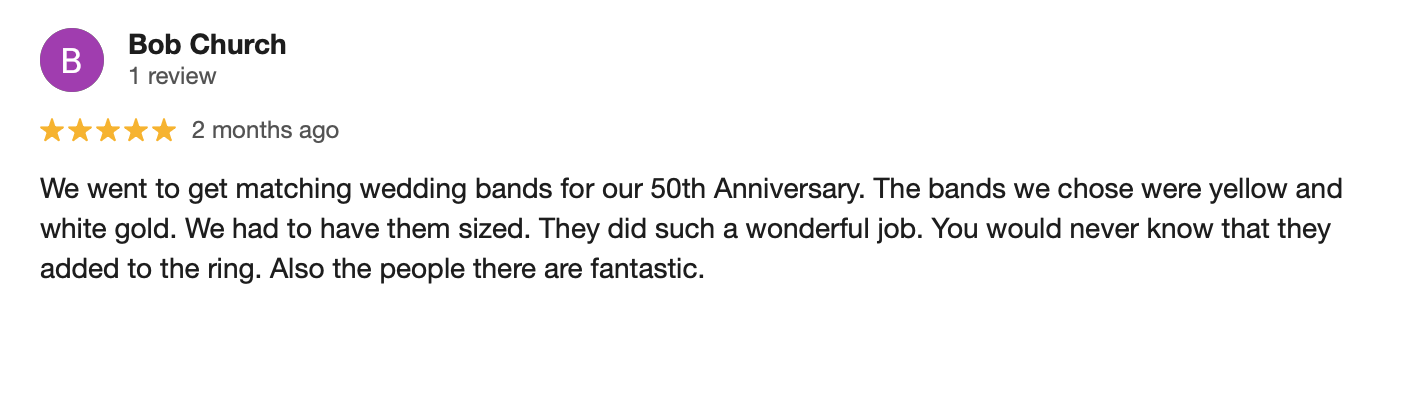 B
Bob Church
1 review
2 months ago
We went to get matching wedding bands for our 50th Anniversary. The bands we chose were yellow and
white gold. We had to have them sized. They did such a wonderful job. You would never know that they
added to the ring. Also the people there are fantastic.